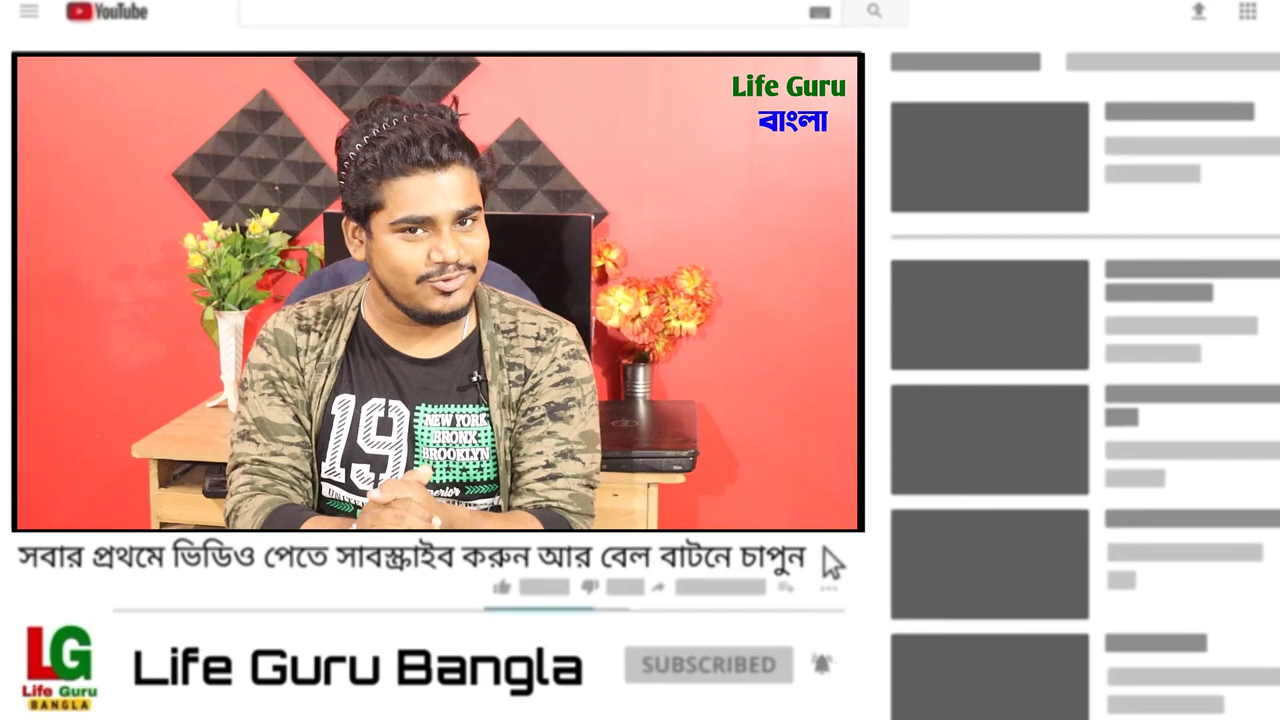 YouTube
Life Guru
বাংলা
19
NEW YORK
BRONX
BROOKLYN
সবার প্রথমে ভিডিও পেতে সাবস্ক্রাইব করুন আর বেল বাটনে চাপুন
LG
Life Guru
BANGLA
Life Guru Bangla
SUBSCRIBED